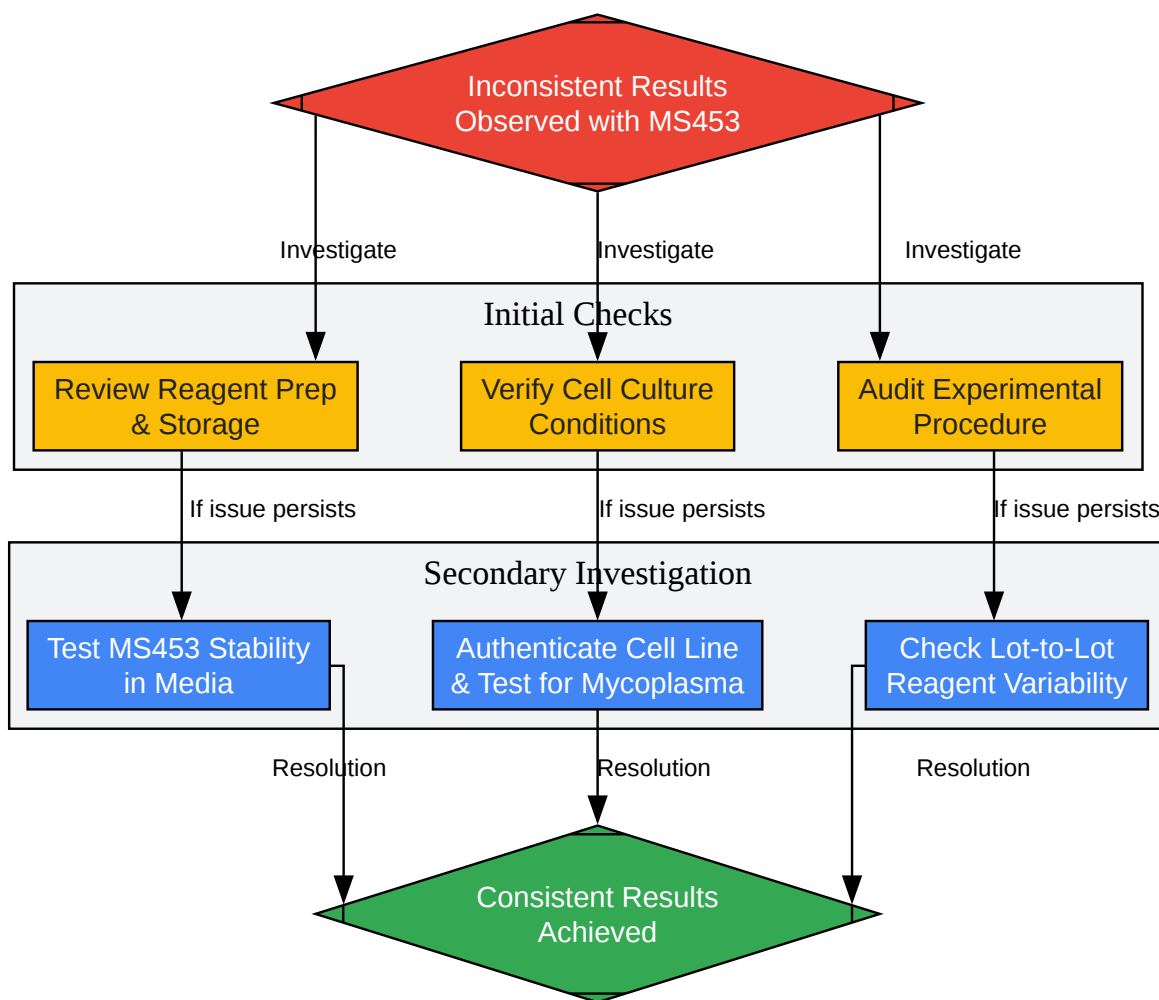 Inconsistent Results
Observed with MS453
Investigate
Investigate
Investigate
Initial Checks
Review Reagent Prep
& Storage
Verify Cell Culture
Conditions
Audit Experimental
Procedure
If issue persists
If issue persists
If issue persists
Secondary Investigation
Test MS453 Stability
in Media
Authenticate Cell Line
& Test for Mycoplasma
Check Lot-to-Lot
Reagent Variability
Resolution
Resolution
Resolution
Consistent Results
Achieved